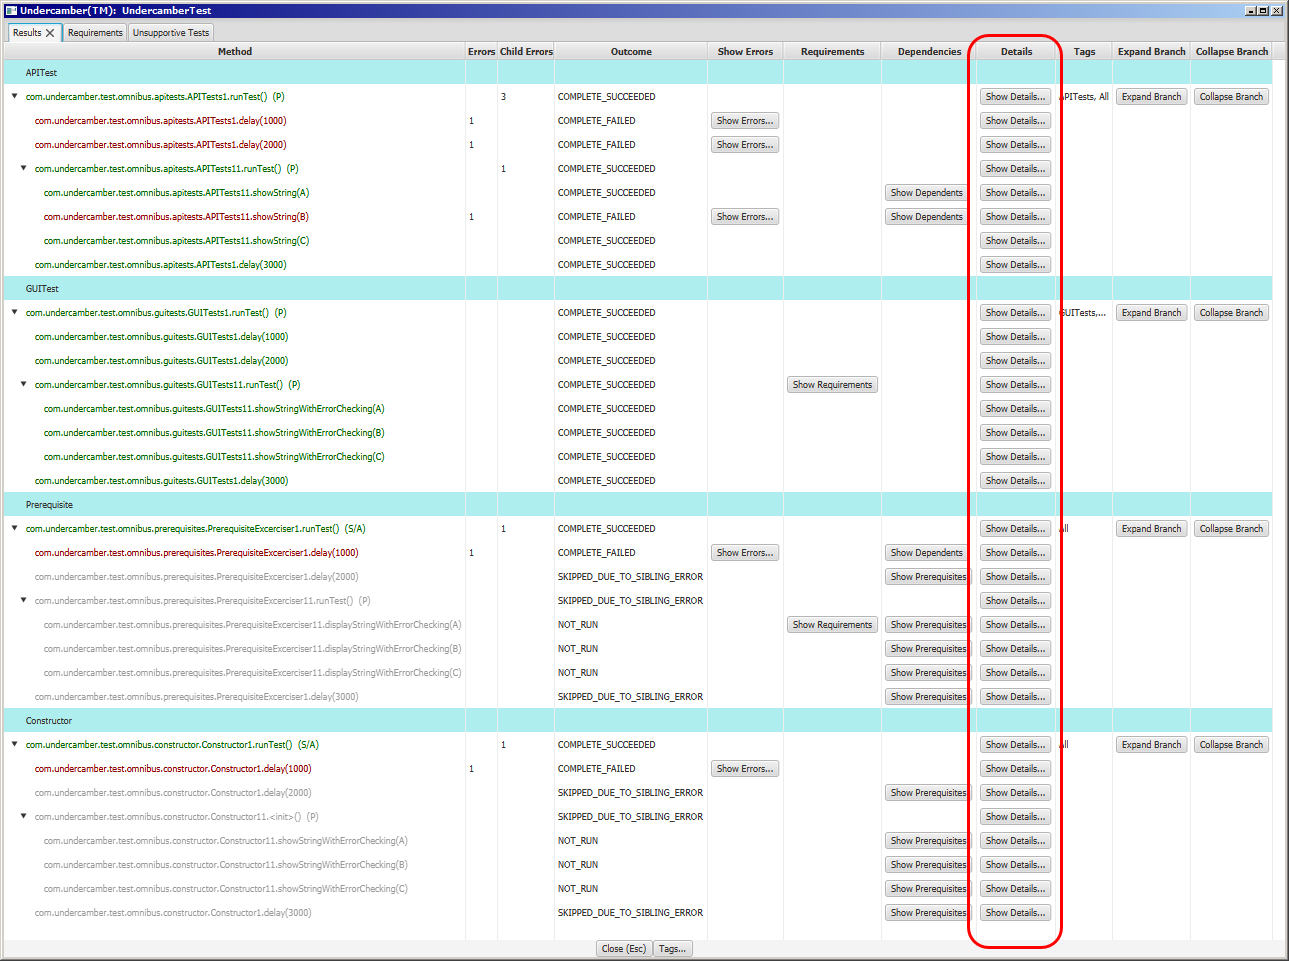 Undercamber(TM): UndercamberTest
Results Requirements Unsupportive Tests
Method Errors Child Errors Outcome Show Errors Requirements Dependencies Details Tags Expand Branch Collapse Branch
APITest
com.undercamber.test.omnibus.apitests.APITests1.runTest() (P) 3 COMPLETE_SUCCEEDED Show Details... APITests, All Expand Branch Collapse Branch
com.undercamber.test.omnibus.apitests.APITests1.delay(1000) 1 COMPLETE_FAILED Show Errors... Show Details...
com.undercamber.test.omnibus.apitests.APITests1.delay(2000) 1 COMPLETE_FAILED Show Errors... Show Details...
com.undercamber.test.omnibus.apitests.APITests11.runTest() (P) 1 COMPLETE_SUCCEEDED Show Details...
com.undercamber.test.omnibus.apitests.APITests11.showString(A) COMPLETE_SUCCEEDED Show Dependents Show Details...
com.undercamber.test.omnibus.apitests.APITests11.showString(B) 1 COMPLETE_FAILED Show Errors... Show Dependents Show Details...
com.undercamber.test.omnibus.apitests.APITests11.showString(C) COMPLETE_SUCCEEDED Show Details...
com.undercamber.test.omnibus.apitests.APITests1.delay(3000) COMPLETE_SUCCEEDED Show Details...
GUITest
com.undercamber.test.omnibus.guitests.GUITests1.runTest() (P) COMPLETE_SUCCEEDED Show Details... GUITests,... Expand Branch Collapse Branch
com.undercamber.test.omnibus.guitests.GUITests1.delay(1000) COMPLETE_SUCCEEDED Show Details...
com.undercamber.test.omnibus.guitests.GUITests1.delay(2000) COMPLETE_SUCCEEDED Show Details...
com.undercamber.test.omnibus.guitests.GUITests11.runTest() (P) COMPLETE_SUCCEEDED Show Requirements Show Details...
com.undercamber.test.omnibus.guitests.GUITests11.showStringWithErrorChecking(A) COMPLETE_SUCCEEDED Show Details...
com.undercamber.test.omnibus.guitests.GUITests11.showStringWithErrorChecking(B) COMPLETE_SUCCEEDED Show Details...
com.undercamber.test.omnibus.guitests.GUITests11.showStringWithErrorChecking(C) COMPLETE_SUCCEEDED Show Details...
com.undercamber.test.omnibus.guitests.GUITests1.delay(3000) COMPLETE_SUCCEEDED Show Details...
Prerequisite
com.undercamber.test.omnibus.prerequisites.PrerequisiteExcerciser1.runTest() (S/A) 1 COMPLETE_SUCCEEDED Show Details... All Expand Branch Collapse Branch
com.undercamber.test.omnibus.prerequisites.PrerequisiteExcerciser1.delay(1000) 1 COMPLETE_FAILED Show Errors... Show Dependents Show Details...
com.undercamber.test.omnibus.prerequisites.PrerequisiteExcerciser1.delay(2000) SKIPPED_DUE_TO_SIBLING_ERROR Show Prerequisites Show Details...
com.undercamber.test.omnibus.prerequisites.PrerequisiteExcerciser11.runTest() (P) SKIPPED_DUE_TO_SIBLING_ERROR Show Details...
com.undercamber.test.omnibus.prerequisites.PrerequisiteExcerciser11.displayStringWithErrorChecking(A) NOT_RUN Show Requirements Show Prerequisites Show Details...
com.undercamber.test.omnibus.prerequisites.PrerequisiteExcerciser11.displayStringWithErrorChecking(B) NOT_RUN Show Prerequisites Show Details...
com.undercamber.test.omnibus.prerequisites.PrerequisiteExcerciser11.displayStringWithErrorChecking(C) NOT_RUN Show Prerequisites Show Details...
com.undercamber.test.omnibus.prerequisites.PrerequisiteExcerciser1.delay(3000) SKIPPED_DUE_TO_SIBLING_ERROR Show Prerequisites Show Details...
Constructor
com.undercamber.test.omnibus.constructor.Constructor1.runTest() (S/A) 1 COMPLETE_SUCCEEDED Show Details... All Expand Branch Collapse Branch
com.undercamber.test.omnibus.constructor.Constructor1.delay(1000) 1 COMPLETE_FAILED Show Errors... Show Details...
com.undercamber.test.omnibus.constructor.Constructor1.delay(2000) SKIPPED_DUE_TO_SIBLING_ERROR Show Prerequisites Show Details...
com.undercamber.test.omnibus.constructor.Constructor11.<init>() (P) SKIPPED_DUE_TO_SIBLING_ERROR Show Details...
com.undercamber.test.omnibus.constructor.Constructor11.showStringWithErrorChecking(A) NOT_RUN Show Prerequisites Show Details...
com.undercamber.test.omnibus.constructor.Constructor11.showStringWithErrorChecking(B) NOT_RUN Show Prerequisites Show Details...
com.undercamber.test.omnibus.constructor.Constructor11.showStringWithErrorChecking(C) NOT_RUN Show Prerequisites Show Details...
com.undercamber.test.omnibus.constructor.Constructor1.delay(3000) SKIPPED_DUE_TO_SIBLING_ERROR Show Prerequisites Show Details...
Close (Esc) Tags...